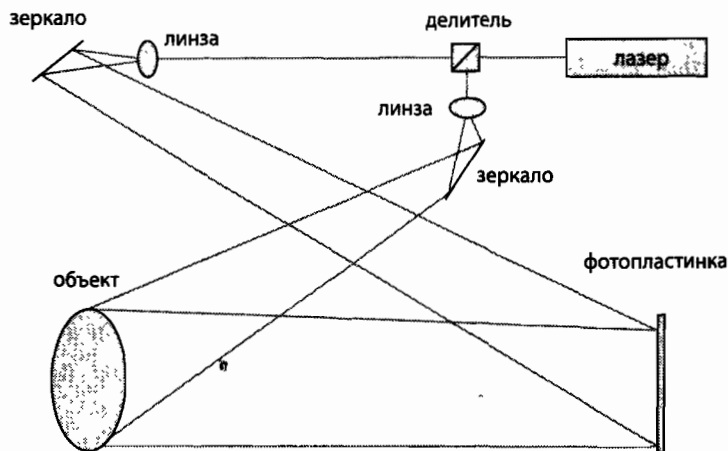 зеркало
линза
делитель
лазер
линза
зеркало
объект
фотопластинка